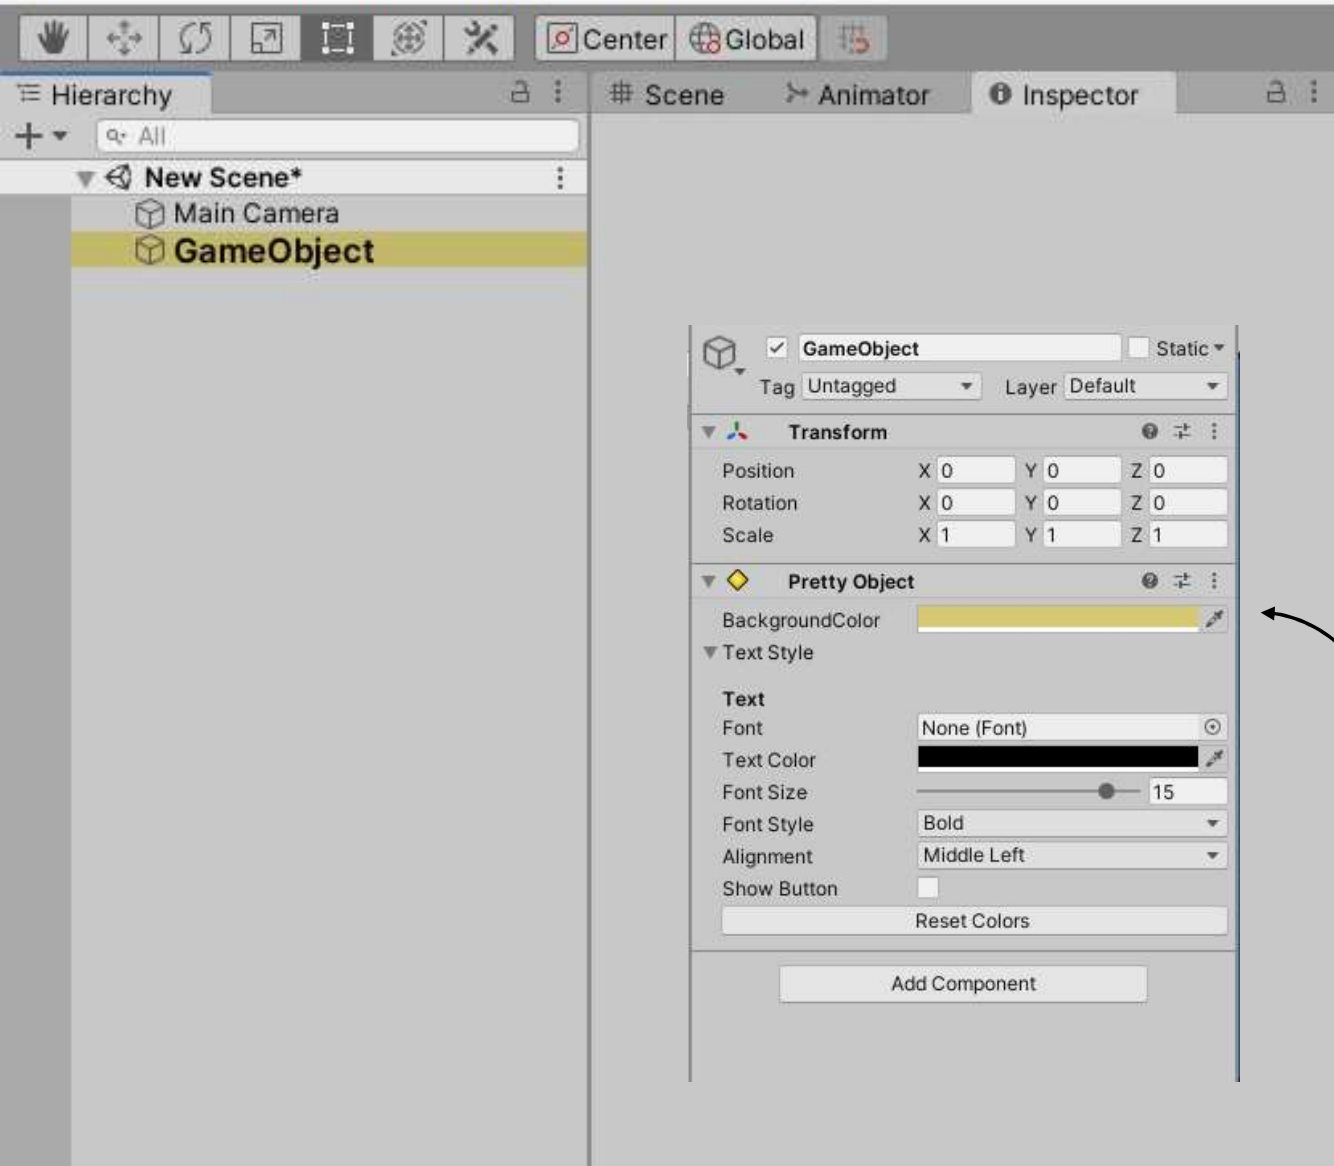 Center Global
Hierarchy
Scene Animator Inspector
All
New Scene*
Main Camera
GameObject
GameObject Static
Tag Untagged Layer Default
Transform
Position X 0 Y 0 Z 0
Rotation X 0 Y 0 Z 0
Scale X 1 Y 1 Z 1
Pretty Object
BackgroundColor
Text Style
Text
Font None (Font)
Text Color
Font Size 15
Font Style Bold
Alignment Middle Left
Show Button
Reset Colors
Add Component